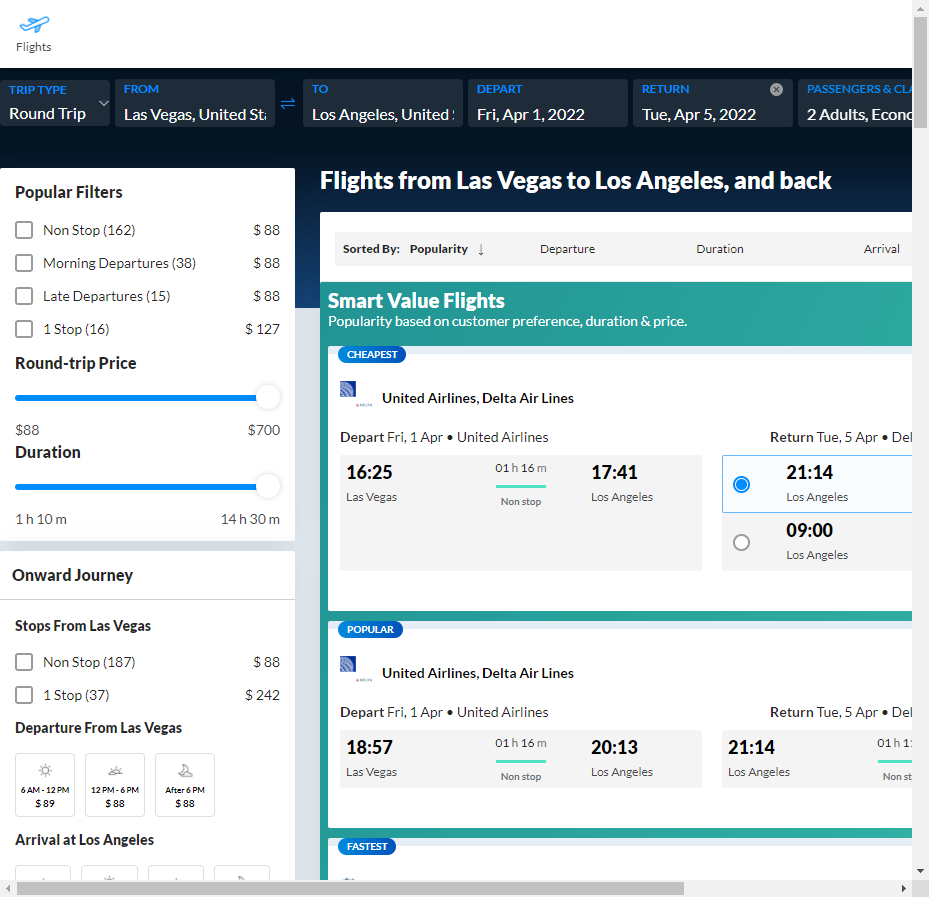 Flights
TRIP TYPE
Round Trip
FROM
Las Vegas, United St
TO
Los Angeles, United
DEPART
Fri, Apr 1, 2022
RETURN
Tue, Apr 5, 2022
PASSENGERS & CLA
2 Adults, Econo
Popular Filters
Non Stop (162) $ 88
Morning Departures (38) $ 88
Late Departures (15) $ 88
1 Stop (16) $ 127
Round-trip Price
$88 $700
Duration
1 h 10 m 14 h 30 m
Onward Journey
Stops From Las Vegas
Non Stop (187) $ 88
1 Stop (37) $ 242
Departure From Las Vegas
6 AM - 12 PM
$ 89
12 PM - 6 PM
$ 88
After 6 PM
$ 88
Arrival at Los Angeles
Flights from Las Vegas to Los Angeles, and back
Sorted By: Popularity ↓ Departure Duration Arrival
Smart Value Flights
Popularity based on customer preference, duration & price.
CHEAPEST
DELTA
United Airlines, Delta Air Lines
Depart Fri, 1 Apr • United Airlines
16:25 01 h 16 m 17:41
Las Vegas Non stop Los Angeles
Return Tue, 5 Apr • Del
21:14
Los Angeles
09:00
Los Angeles
POPULAR
DELTA
United Airlines, Delta Air Lines
Depart Fri, 1 Apr • United Airlines
18:57 01 h 16 m 20:13
Las Vegas Non stop Los Angeles
Return Tue, 5 Apr • Del
21:14 01 h 11
Los Angeles Non st
FASTEST